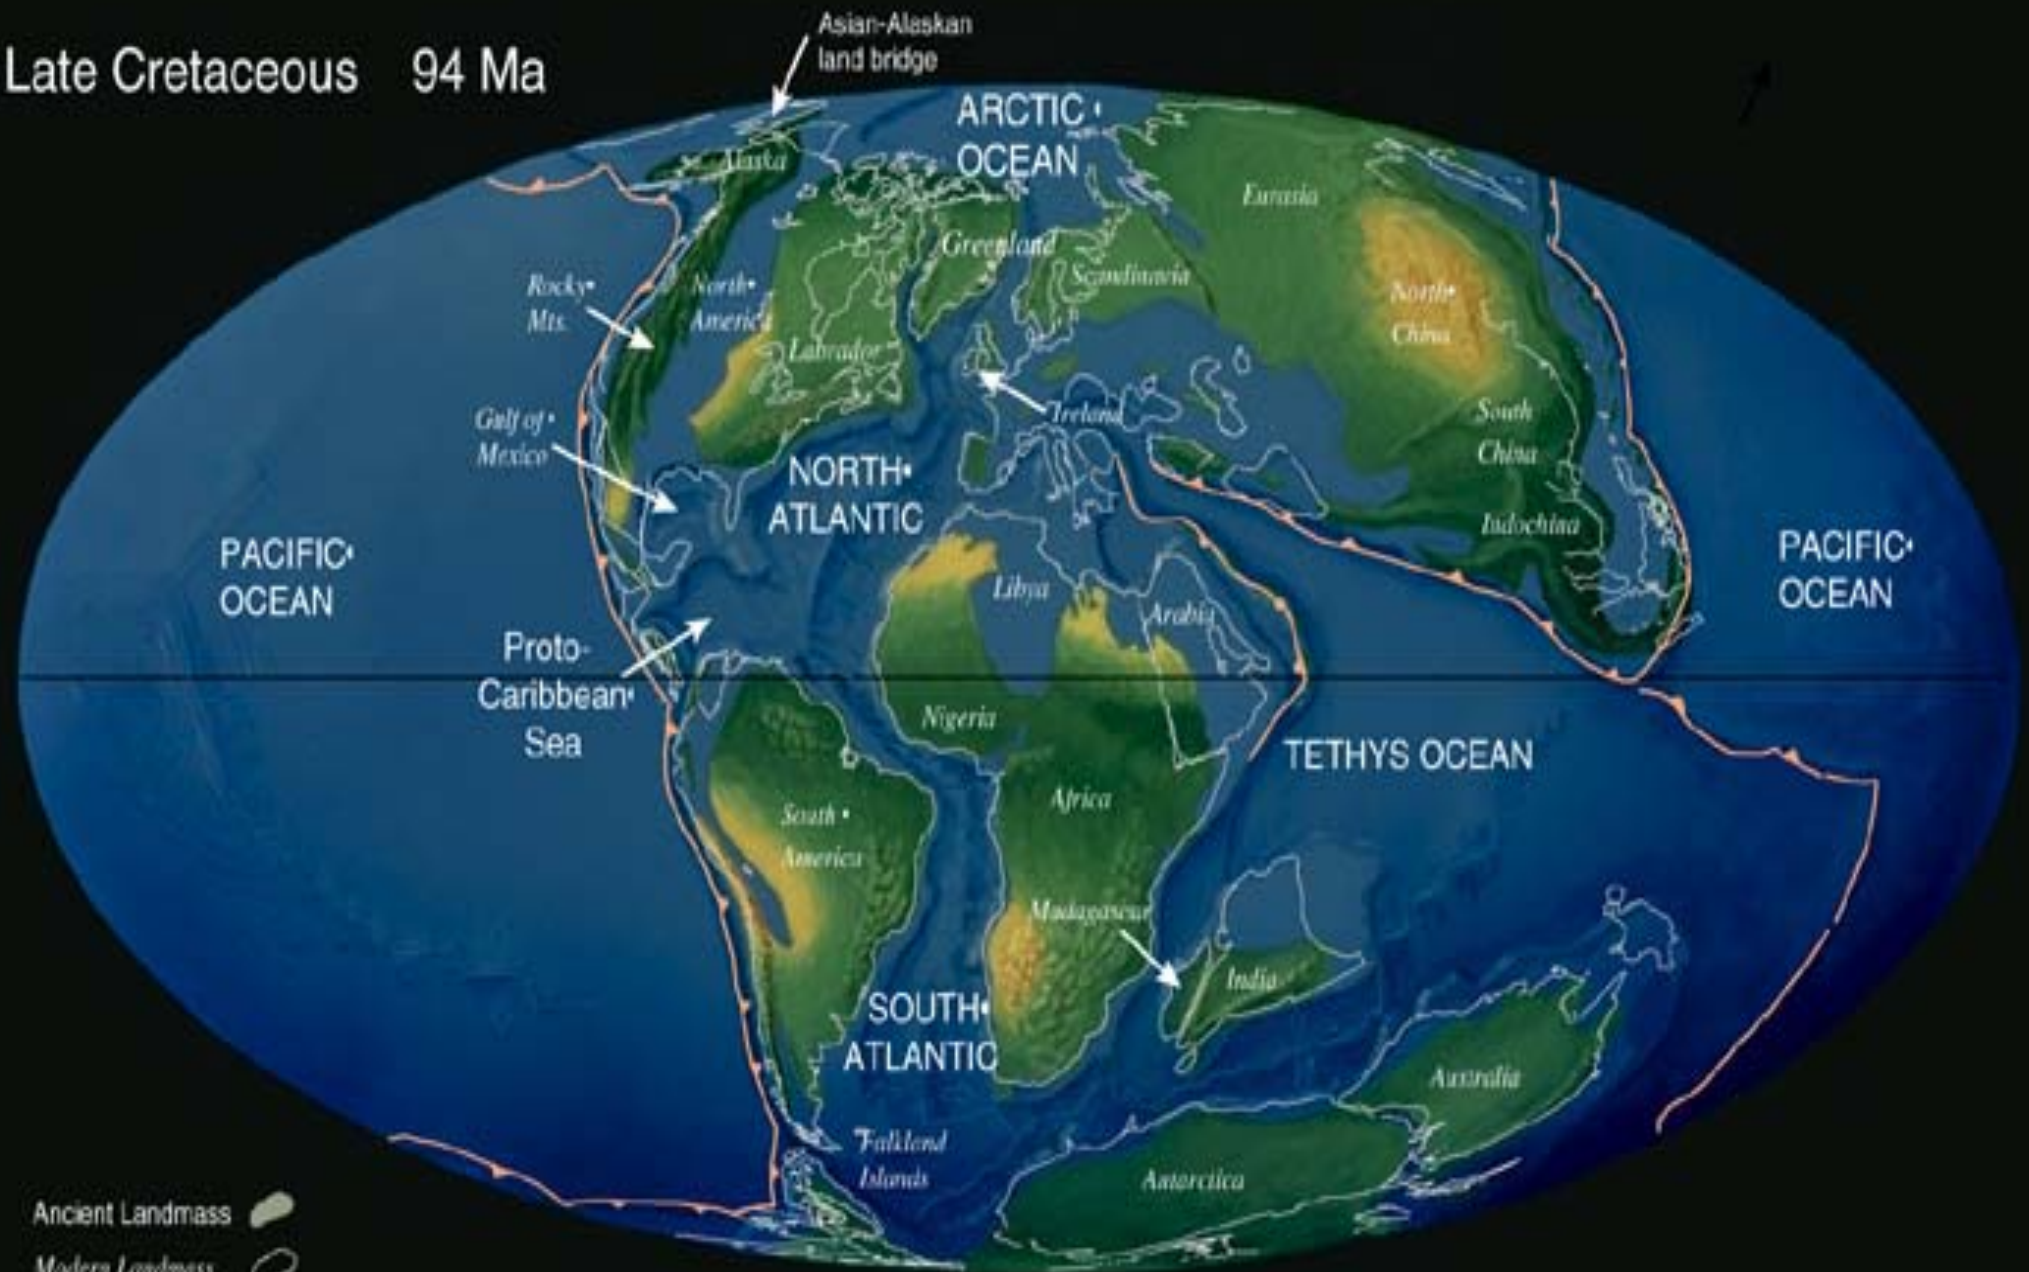 Late Cretaceous 94 Ma
Asian-Alaskan
land bridge
ARCTIC
OCEAN
Alaska
Eurasia
Greenland
Scandinavia
Rocky
Mts.
North
America
North
China
Labrador
Gulf of
Mexico
Ireland
South
China
NORTH
ATLANTIC
Indochina
PACIFIC
OCEAN
PACIFIC
OCEAN
Libya
Arabia
Proto-
Caribbean
Sea
Nigeria
TETHYS OCEAN
Africa
South
America
Madagascar
India
SOUTH
ATLANTIC
Australia
Falkland
Islands
Antarctica
Ancient Landmass
Modern Landmass